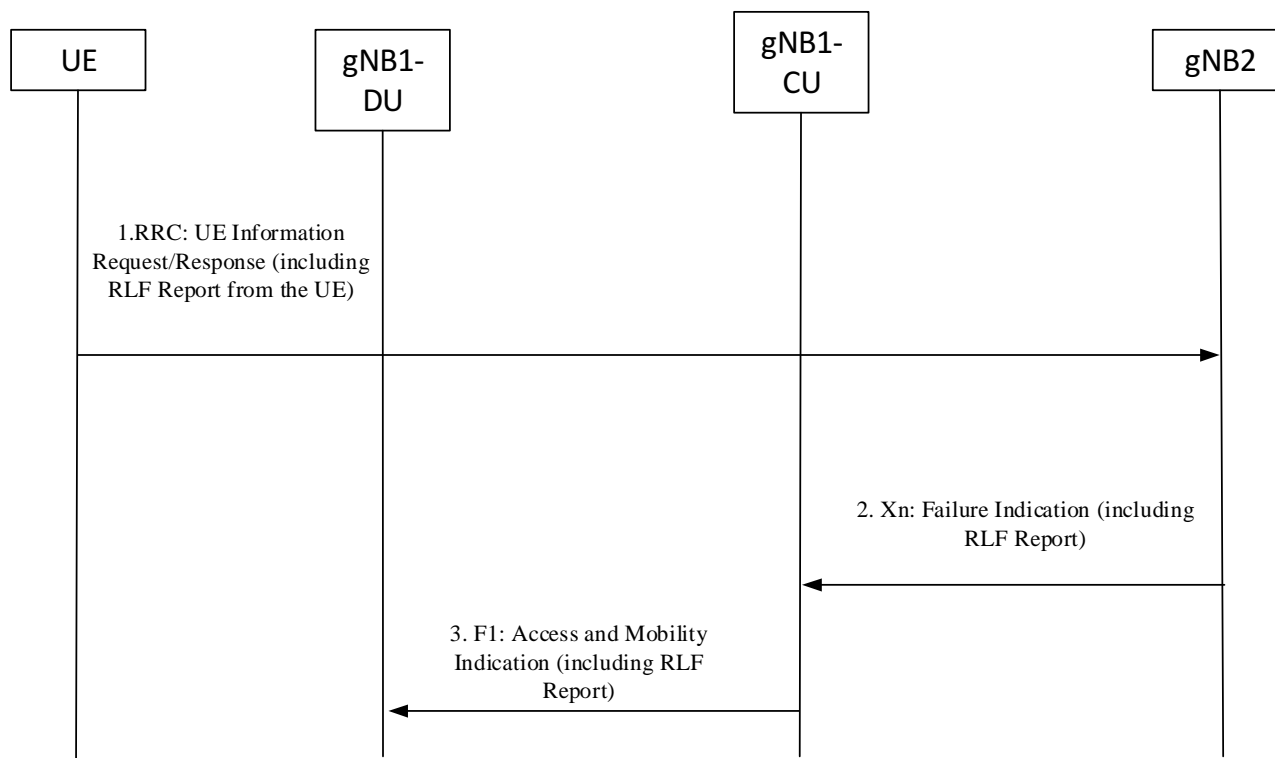 UE
gNB1-
DU
gNB1-
CU
gNB2
1.RRC: UE Information
Request/Response (including
RLF Report from the UE)
2. Xn: Failure Indication (including
RLF Report)
3. F1: Access and Mobility
Indication (including RLF
Report)